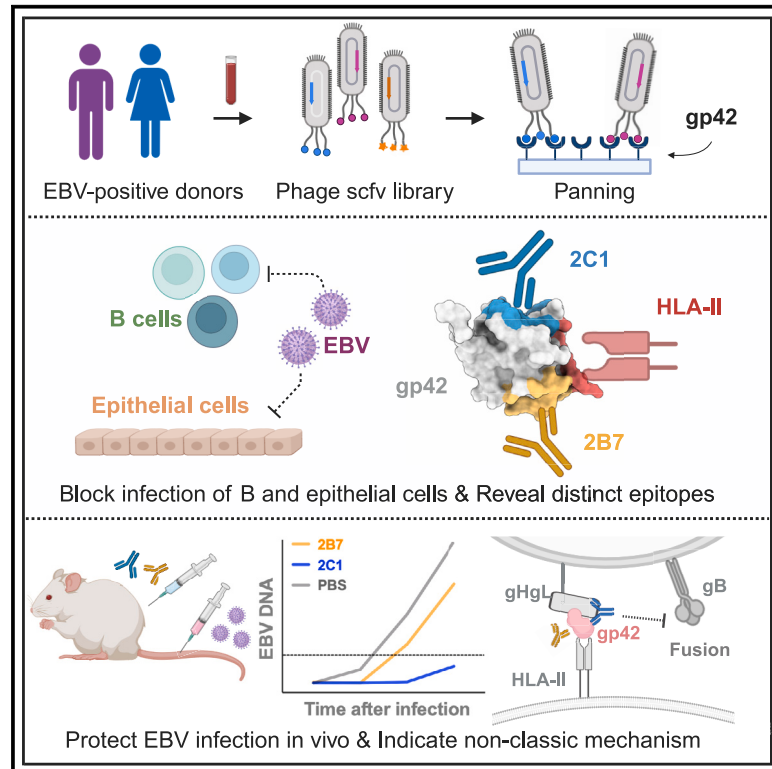 gp42
EBV-positive donors
Phage scfv library
Panning
2C1
HLA-II
B cells
EBV
gp42
Epithelial cells
2B7
Block infection of B and epithelial cells & Reveal distinct epitopes
2B7
2C1
PBS
EBV DNA
Time after infection
gHgL
gB
gp42
Fusion
HLA-II
Protect EBV infection in vivo & Indicate non-classic mechanism